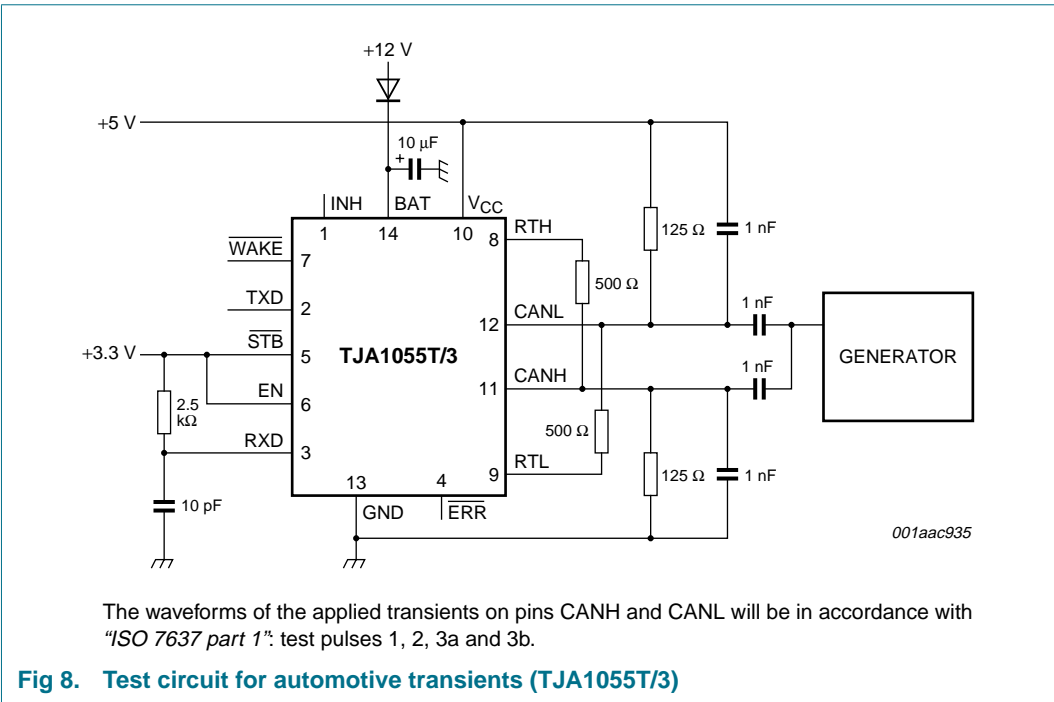 +12 V
+5 V
10 μF
+
INH
BAT
VCC
1
14
10
RTH
8
125 Ω
1 nF
WAKE
7
500 Ω
TXD
2
CANL
12
1 nF
STB
+3.3 V
5
TJA1055T/3
GENERATOR
EN
6
CANH
11
1 nF
2.5
kΩ
RXD
3
500 Ω
RTL
9
125 Ω
1 nF
13
4
10 pF
GND
ERR
001aac935
The waveforms of the applied transients on pins CANH and CANL will be in accordance with
“ISO 7637 part 1”: test pulses 1, 2, 3a and 3b.
Fig 8. Test circuit for automotive transients (TJA1055T/3)